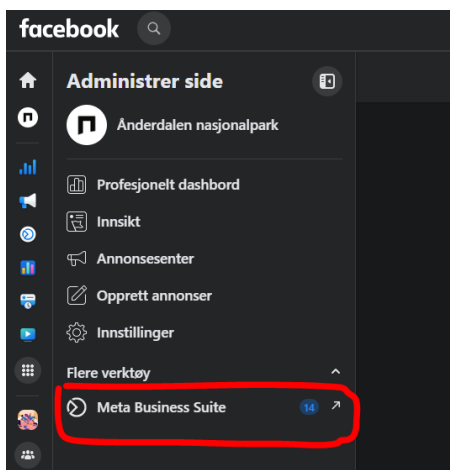 facebook
Administrer side
Ånderdalen nasjonalpark
Profesjonelt dashbord
Innsikt
Annonsesenter
Opprett annonser
Innstillinger
Flere verktøy
Meta Business Suite 14